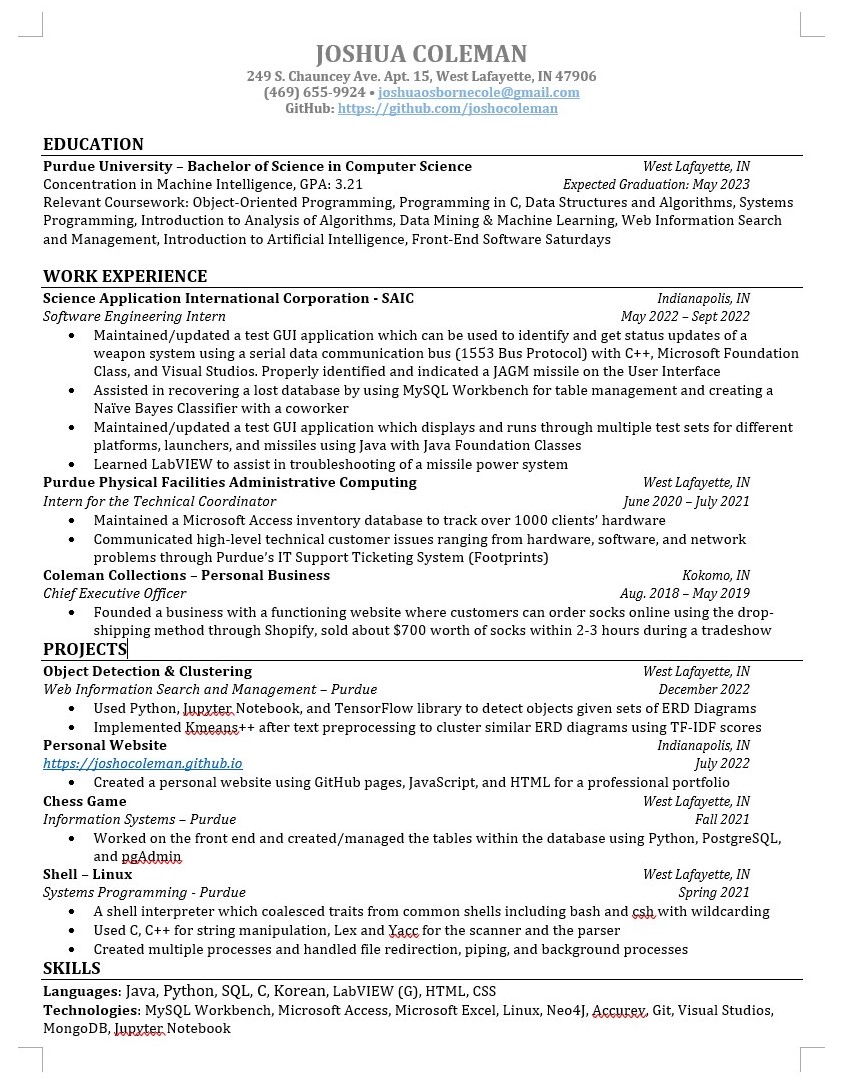 JOSHUA COLEMAN
249 S. Chauncey Ave. Apt. 15, West Lafayette, IN 47906
(469) 655-9924 • joshuaosbornecole@gmail.com
GitHub: https://github.com/joshocoleman
EDUCATION
Purdue University – Bachelor of Science in Computer Science West Lafayette, IN
Concentration in Machine Intelligence, GPA: 3.21 Expected Graduation: May 2023
Relevant Coursework: Object-Oriented Programming, Programming in C, Data Structures and Algorithms, Systems
Programming, Introduction to Analysis of Algorithms, Data Mining & Machine Learning, Web Information Search
and Management, Introduction to Artificial Intelligence, Front-End Software Saturdays
WORK EXPERIENCE
Science Application International Corporation - SAIC Indianapolis, IN
Software Engineering Intern May 2022 – Sept 2022
• Maintained/updated a test GUI application which can be used to identify and get status updates of a
weapon system using a serial data communication bus (1553 Bus Protocol) with C++, Microsoft Foundation
Class, and Visual Studios. Properly identified and indicated a JAGM missile on the User Interface
• Assisted in recovering a lost database by using MySQL Workbench for table management and creating a
Naïve Bayes Classifier with a coworker
• Maintained/updated a test GUI application which displays and runs through multiple test sets for different
platforms, launchers, and missiles using Java with Java Foundation Classes
• Learned LabVIEW to assist in troubleshooting of a missile power system
Purdue Physical Facilities Administrative Computing West Lafayette, IN
Intern for the Technical Coordinator June 2020 – July 2021
• Maintained a Microsoft Access inventory database to track over 1000 clients' hardware
• Communicated high-level technical customer issues ranging from hardware, software, and network
problems through Purdue's IT Support Ticketing System (Footprints)
Coleman Collections – Personal Business Kokomo, IN
Chief Executive Officer Aug. 2018 – May 2019
• Founded a business with a functioning website where customers can order socks online using the drop-
shipping method through Shopify, sold about $700 worth of socks within 2-3 hours during a tradeshow
PROJECTS
Object Detection & Clustering West Lafayette, IN
Web Information Search and Management – Purdue December 2022
• Used Python, Jupyter Notebook, and TensorFlow library to detect objects given sets of ERD Diagrams
• Implemented Kmeans++ after text preprocessing to cluster similar ERD diagrams using TF-IDF scores
Personal Website Indianapolis, IN
https://joshocoleman.github.io July 2022
• Created a personal website using GitHub pages, JavaScript, and HTML for a professional portfolio
Chess Game West Lafayette, IN
Information Systems – Purdue Fall 2021
• Worked on the front end and created/managed the tables within the database using Python, PostgreSQL,
and pgAdmin
Shell – Linux West Lafayette, IN
Systems Programming - Purdue Spring 2021
• A shell interpreter which coalesced traits from common shells including bash and csh with wildcarding
• Used C, C++ for string manipulation, Lex and Yacc for the scanner and the parser
• Created multiple processes and handled file redirection, piping, and background processes
SKILLS
Languages: Java, Python, SQL, C, Korean, LabVIEW (G), HTML, CSS
Technologies: MySQL Workbench, Microsoft Access, Microsoft Excel, Linux, Neo4J, Accurev, Git, Visual Studios,
MongoDB, Jupyter Notebook